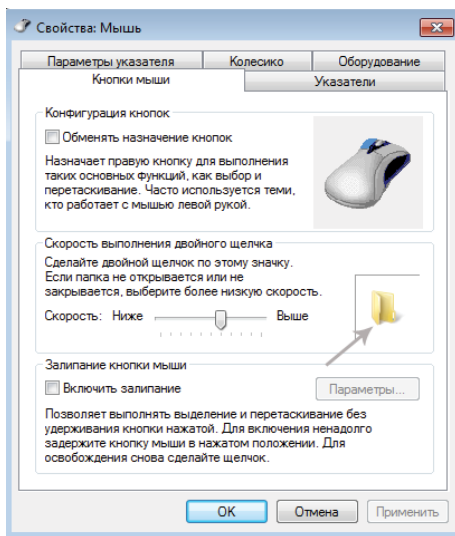 Свойства: Мышь
Параметры указателя Колесико Оборудование
Кнопки мыши Указатели
Конфигурация кнопок
Обменять назначение кнопок
Назначает правую кнопку для выполнения
таких основных функций, как выбор и
перетаскивание. Часто используется теми,
кто работает с мышью левой рукой.
Скорость выполнения двойного щелчка
Сделайте двойной щелчок по этому значку.
Если папка не открывается или не
закрывается, выберите более низкую скорость.
Скорость: Ниже Выше
Залипание кнопки мыши
Включить залипание Параметры...
Позволяет выполнять выделение и перетаскивание без
удерживания кнопки нажатой. Для включения ненадолго
задержите кнопку мыши в нажатом положении. Для
освобождения снова сделайте щелчок.
OK Отмена Применить